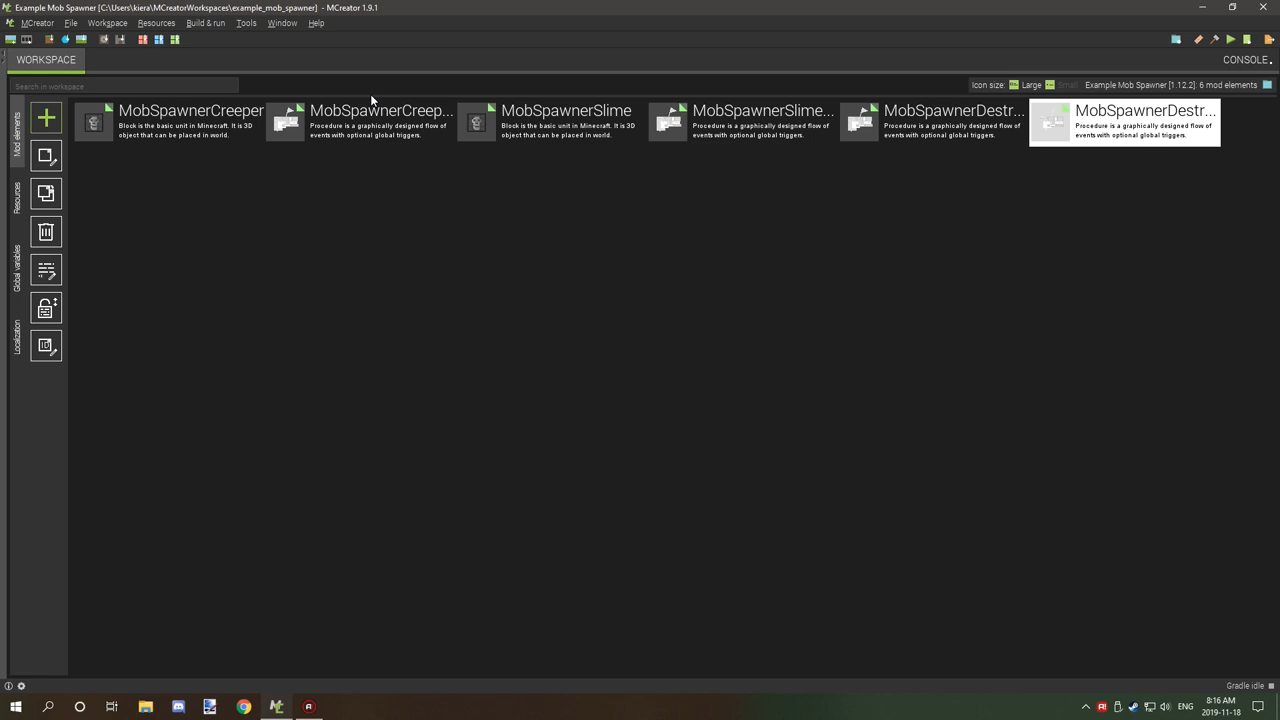 Example Mob Spawner [C:\Users\kiera\MCreatorWorkspaces\example_mob_spawner] - MCreator 1.9.1
MCreator File Workspace Resources Build & run Tools Window Help
WORKSPACE
CONSOLE
Search in workspace
Icon size: Large Small Example Mob Spawner [1.12.2]: 6 mod elements
Mod elements
Resources
Global variables
Localization
MobSpawnerCreeper
Block is the basic unit in Minecraft. It is 3D
object that can be placed in world.
MobSpawnerCreep...
Procedure is a graphically designed flow of
events with optional global triggers.
MobSpawnerSlime
Block is the basic unit in Minecraft. It is 3D
object that can be placed in world.
MobSpawnerSlime...
Procedure is a graphically designed flow of
events with optional global triggers.
MobSpawnerDestr...
Procedure is a graphically designed flow of
events with optional global triggers.
MobSpawnerDestr...
Procedure is a graphically designed flow of
events with optional global triggers.
ID
Gradle idle
ENG
8:16 AM
2019-11-18